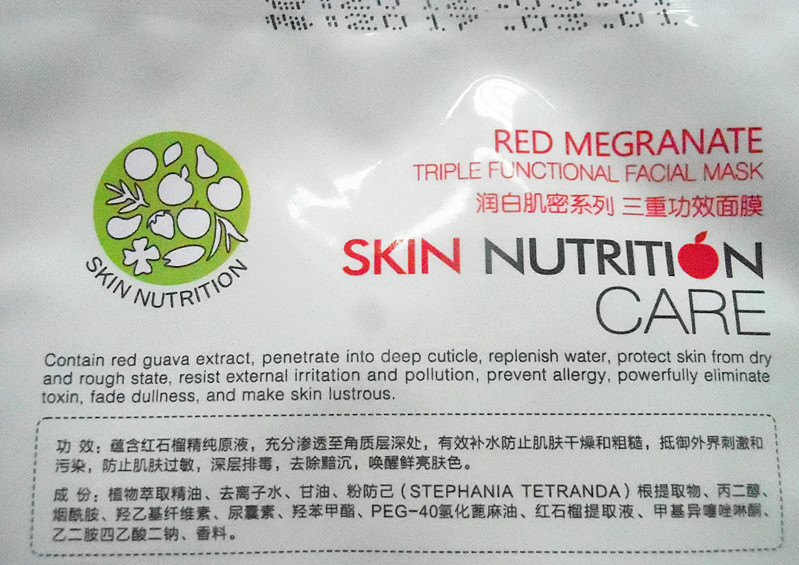 RED MEGRANATE
TRIPLE FUNCTIONAL FACIAL MASK
润白肌密系列 三重功效面膜
SKIN NUTRITION
SKIN NUTRITION
CARE
Contain red guava extract, penetrate into deep cuticle, replenish water, protect skin from dry
and rough state, resist external irritation and pollution, prevent allergy, powerfully eliminate
toxin, fade dullness, and make skin lustrous.
功 效：蕴含红石榴精纯原液，充分渗透至角质层深处，有效补水防止肌肤干燥和粗糙，抵御外界刺激和
污染，防止肌肤过敏，深层排毒，去除黯沉，唤醒鲜亮肤色。
成 份：植物萃取精油、去离子水、甘油、粉防己（STEPHANIA TETRANDA）根提取物、丙二醇、
烟酰胺、羟乙基纤维素、尿囊素、羟苯甲酯、PEG-40氢化蓖麻油、红石榴提取液、甲基异噻唑啉酮、
乙二胺四乙酸二钠、香料。